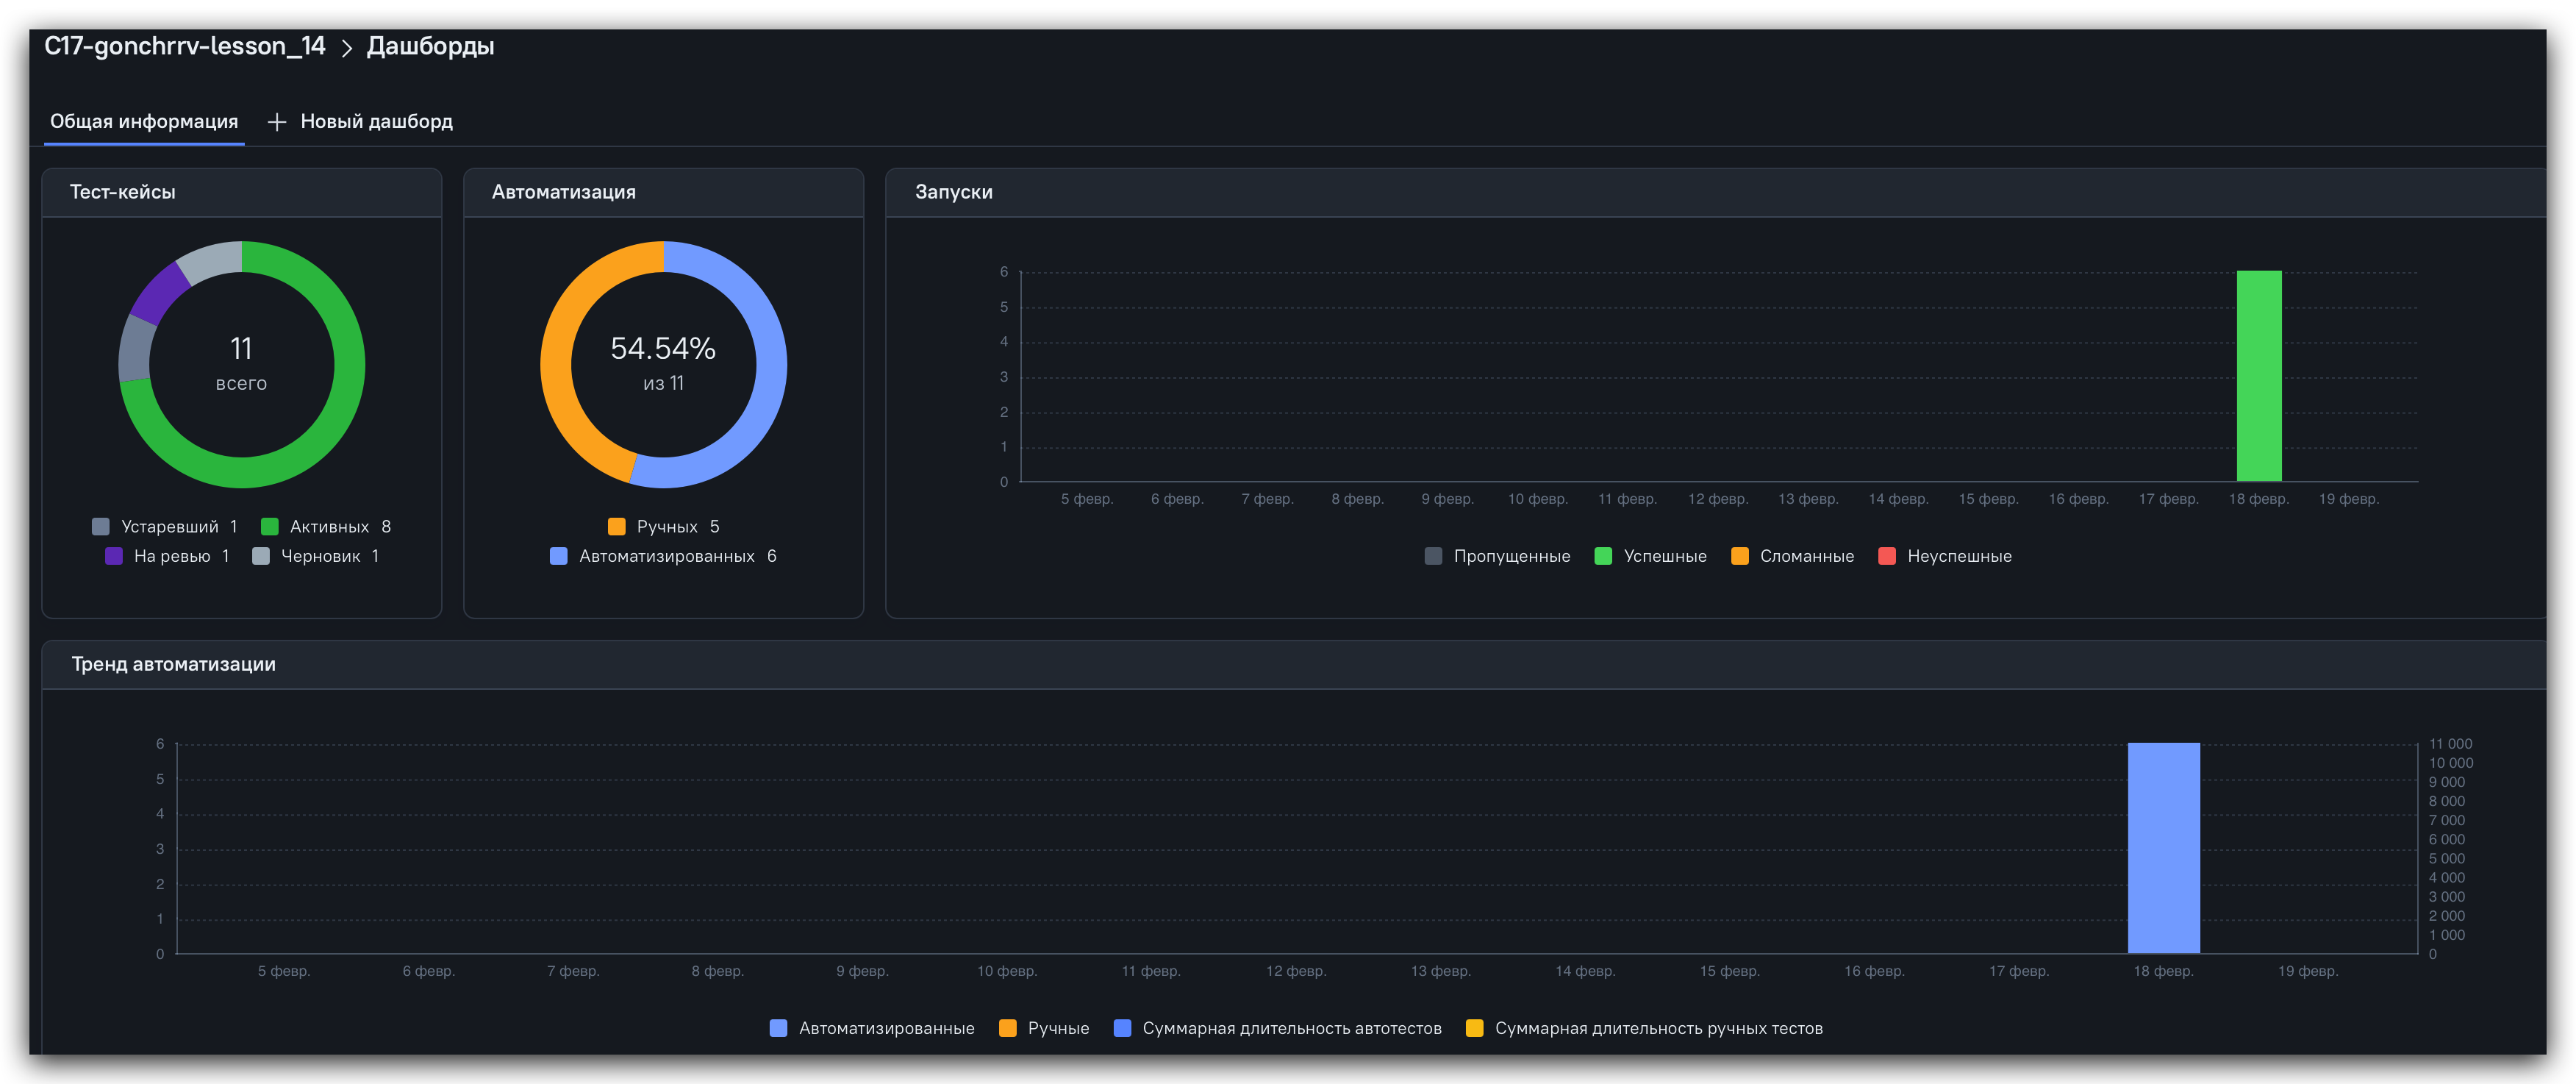 C17-gonchrrv-lesson_14 > Дашборды
Общая информация + Новый дашборд
Тест-кейсы
11
всего
Устаревший 1 Активных 8
На ревью 1 Черновик 1
Автоматизация
54.54%
из 11
Ручных 5
Автоматизированных 6
Запуски
6
5
4
3
2
1
0
5 февр. 6 февр. 7 февр. 8 февр. 9 февр. 10 февр. 11 февр. 12 февр. 13 февр. 14 февр. 15 февр. 16 февр. 17 февр. 18 февр. 19 февр.
Пропущенные Успешные Сломанные Неуспешные
Тренд автоматизации
6
5
4
3
2
1
0
11 000
10 000
9 000
8 000
7 000
6 000
5 000
4 000
3 000
2 000
1 000
0
5 февр. 6 февр. 7 февр. 8 февр. 9 февр. 10 февр. 11 февр. 12 февр. 13 февр. 14 февр. 15 февр. 16 февр. 17 февр. 18 февр. 19 февр.
Автоматизированные Ручные Суммарная длительность автотестов Суммарная длительность ручных тестов